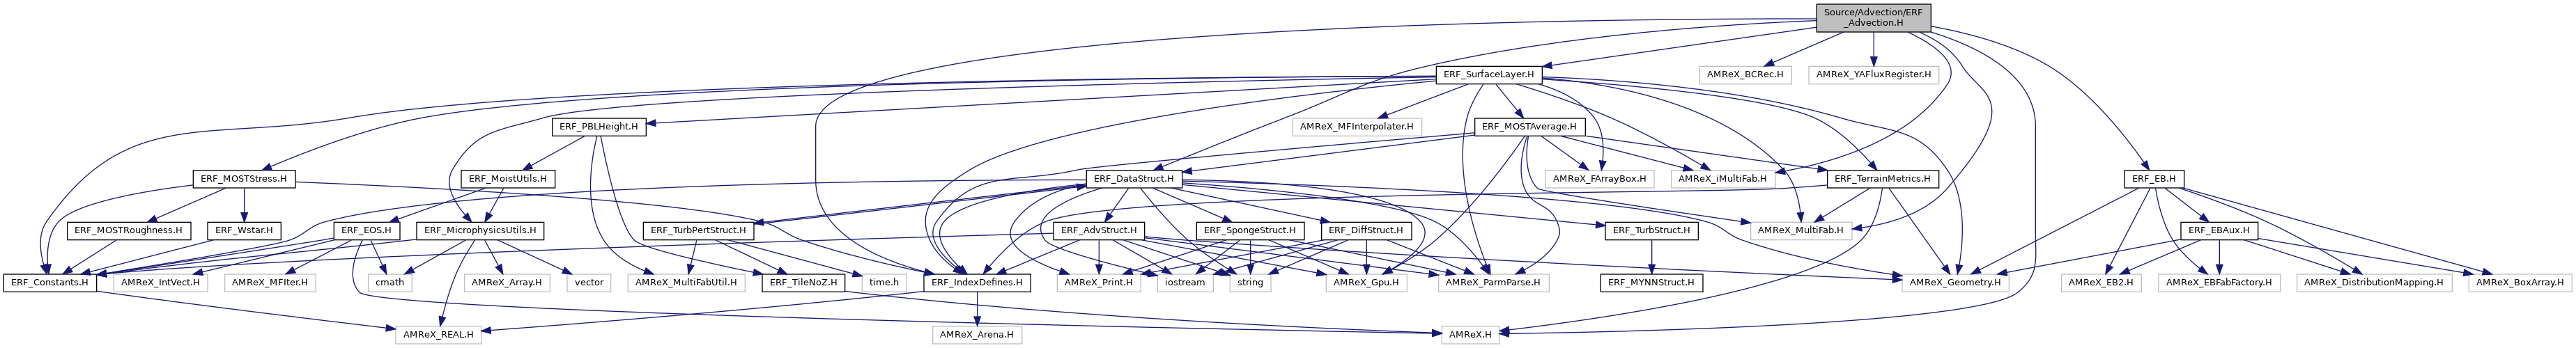 Source/Advection/ERF
_Advection.H
ERF_SurfaceLayer.H
AMReX_BCRec.H
AMReX_YAFluxRegister.H
ERF_PBLHeight.H
AMReX_MFInterpolater.H
ERF_MOSTAverage.H
ERF_MOSTStress.H
ERF_MoistUtils.H
ERF_DataStruct.H
AMReX_FArrayBox.H
AMReX_iMultiFab.H
ERF_TerrainMetrics.H
ERF_EB.H
ERF_MOSTRoughness.H
ERF_Wstar.H
ERF_EOS.H
ERF_MicrophysicsUtils.H
ERF_TurbPertStruct.H
ERF_AdvStruct.H
ERF_SpongeStruct.H
ERF_DiffStruct.H
ERF_TurbStruct.H
AMReX_MultiFab.H
ERF_EBAux.H
ERF_Constants.H
AMReX_IntVect.H
AMReX_MFIter.H
cmath
AMReX_Array.H
vector
AMReX_MultiFabUtil.H
ERF_TileNoZ.H
time.h
ERF_IndexDefines.H
AMReX_Print.H
iostream
string
AMReX_Gpu.H
AMReX_ParmParse.H
ERF_MYNNStruct.H
AMReX_Geometry.H
AMReX_EB2.H
AMReX_EBFabFactory.H
AMReX_DistributionMapping.H
AMReX_BoxArray.H
AMReX_REAL.H
AMReX_Arena.H
AMReX.H